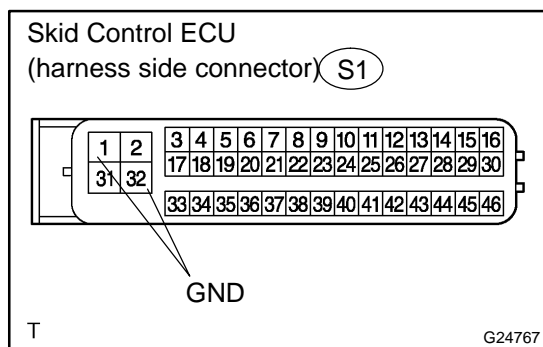 Skid Control ECU
(harness side connector) S1
1 2 3 4 5 6 7 8 9 10 11 12 13 14 15 16
17 18 19 20 21 22 23 24 25 26 27 28 29 30
31 32
33 34 35 36 37 38 39 40 41 42 43 44 45 46
GND
T G24767